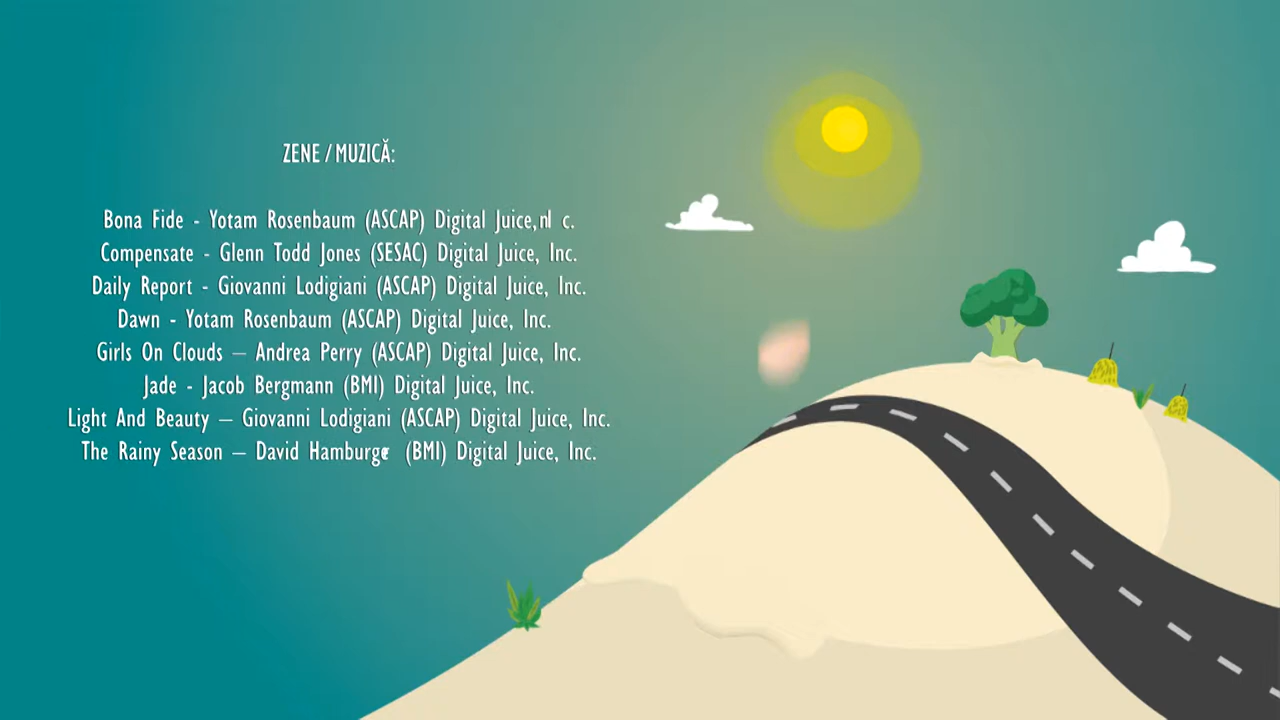 ZENE / MUZICĂ:
Bona Fide - Yotam Rosenbaum (ASCAP) Digital Juice,nl c.
Compensate - Glenn Todd Jones (SESAC) Digital Juice, Inc.
Daily Report - Giovanni Lodigiani (ASCAP) Digital Juice, Inc.
Dawn - Yotam Rosenbaum (ASCAP) Digital Juice, Inc.
Girls On Clouds – Andrea Perry (ASCAP) Digital Juice, Inc.
Jade - Jacob Bergmann (BMI) Digital Juice, Inc.
Light And Beauty – Giovanni Lodigiani (ASCAP) Digital Juice, Inc.
The Rainy Season – David Hamburger (BMI) Digital Juice, Inc.